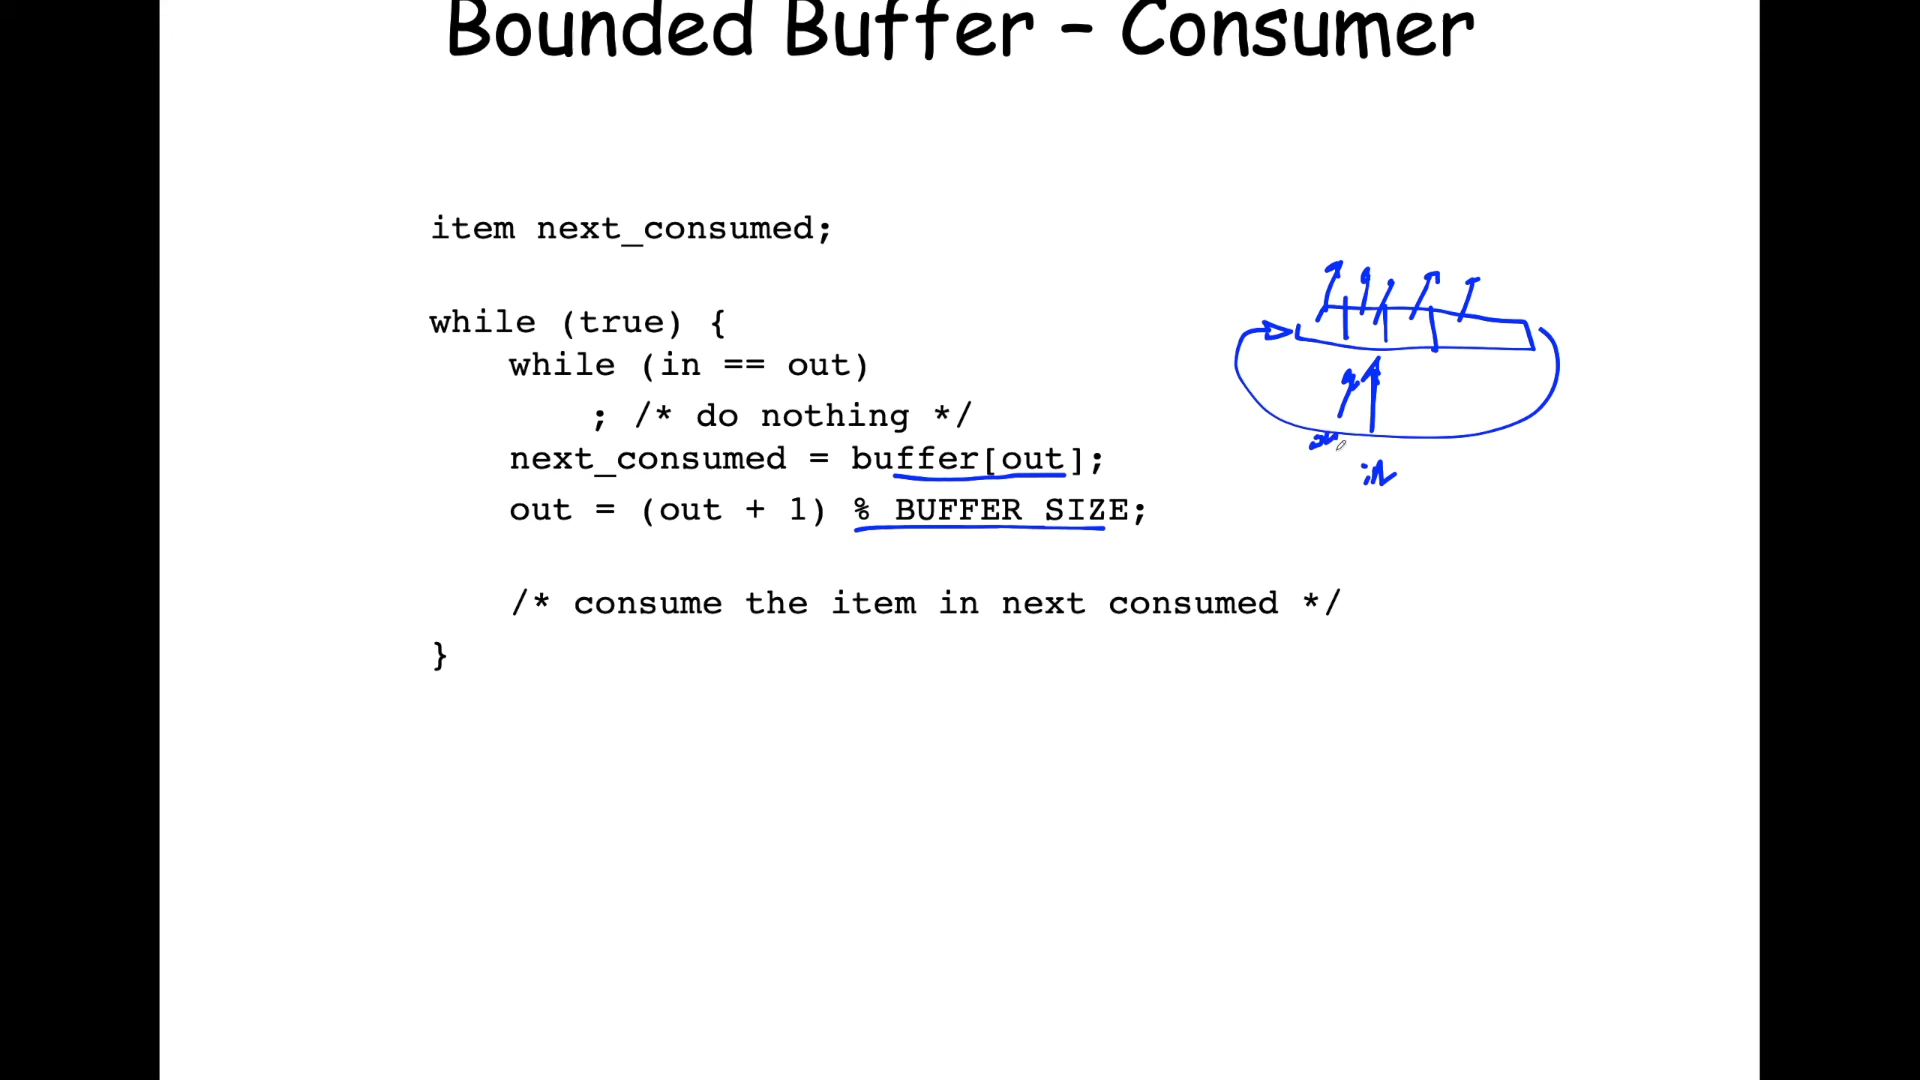 Bounded Buffer – Consumer
item next_consumed;
while (true) {
while (in == out)
; /* do nothing */
next_consumed = buffer[out];
out = (out + 1) % BUFFER SIZE;
/* consume the item in next consumed */
}
in